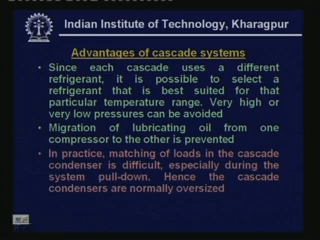 Indian Institute of Technology, Kharagpur
Advantages of cascade systems
• Since each cascade uses a different
refrigerant, it is possible to select a
refrigerant that is best suited for that
particular temperature range. Very high or
very low pressures can be avoided
• Migration of lubricating oil from one
compressor to the other is prevented
• In practice, matching of loads in the cascade
condenser is difficult, especially during the
system pull-down. Hence the cascade
condensers are normally oversized